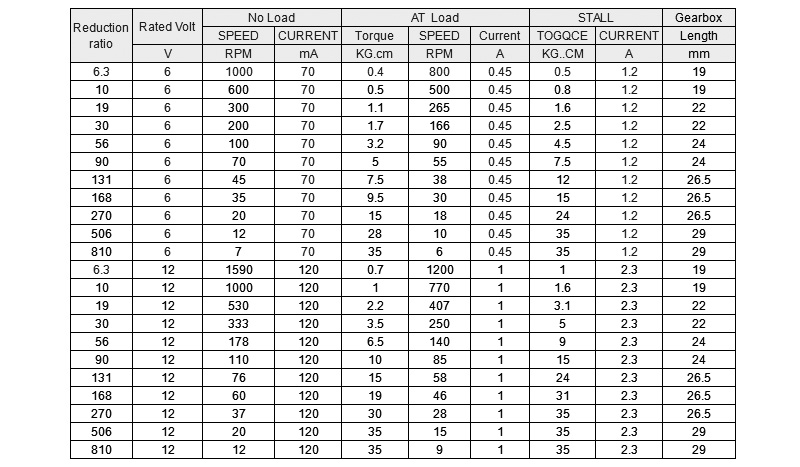 Reduction ratio Rated Volt No Load AT Load STALL Gearbox
SPEED CURRENT Torque SPEED Current TOGQCE CURRENT Length
V RPM mA KG.cm RPM A KG..CM A mm
6.3 6 1000 70 0.4 800 0.45 0.5 1.2 19
10 6 600 70 0.5 500 0.45 0.8 1.2 19
19 6 300 70 1.1 265 0.45 1.6 1.2 22
30 6 200 70 1.7 166 0.45 2.5 1.2 22
56 6 100 70 3.2 90 0.45 4.5 1.2 24
90 6 70 70 5 55 0.45 7.5 1.2 24
131 6 45 70 7.5 38 0.45 12 1.2 26.5
168 6 35 70 9.5 30 0.45 15 1.2 26.5
270 6 20 70 15 18 0.45 24 1.2 26.5
506 6 12 70 28 10 0.45 35 1.2 29
810 6 7 70 35 6 0.45 35 1.2 29
6.3 12 1590 120 0.7 1200 1 1 2.3 19
10 12 1000 120 1 770 1 1.6 2.3 19
19 12 530 120 2.2 407 1 3.1 2.3 22
30 12 333 120 3.5 250 1 5 2.3 22
56 12 178 120 6.5 140 1 9 2.3 24
90 12 110 120 10 85 1 15 2.3 24
131 12 76 120 15 58 1 24 2.3 26.5
168 12 60 120 19 46 1 31 2.3 26.5
270 12 37 120 30 28 1 35 2.3 26.5
506 12 20 120 35 15 1 35 2.3 29
810 12 12 120 35 9 1 35 2.3 29